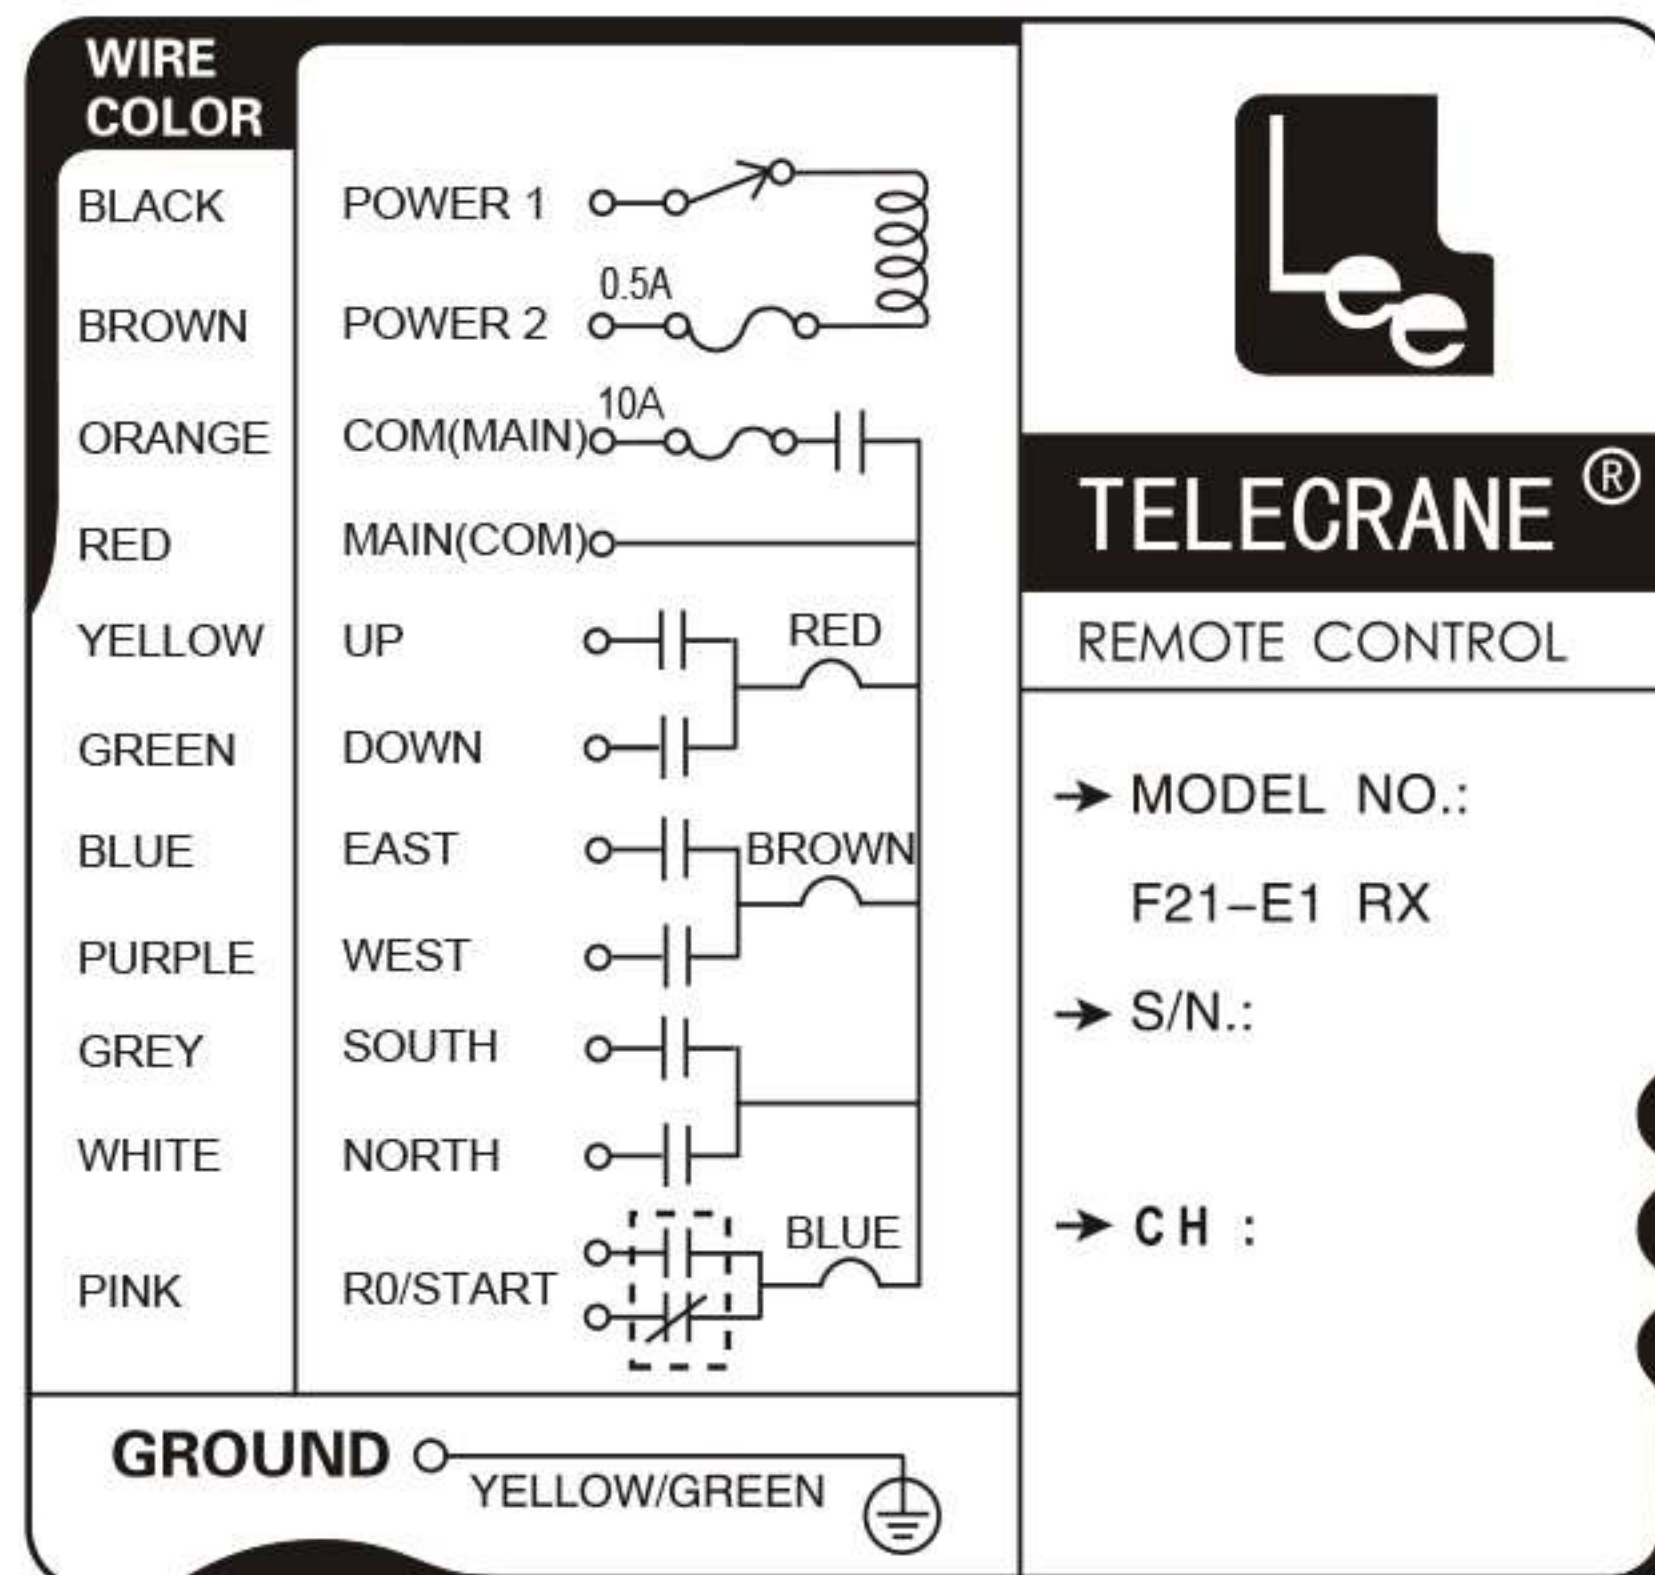 WIRE
COLOR
BLACK POWER 1
0.5A
BROWN POWER 2
10A
ORANGE COM(MAIN)
RED MAIN(COM)
YELLOW UP RED
GREEN DOWN
BLUE EAST BROWN
PURPLE WEST
GREY SOUTH
WHITE NORTH
BLUE
PINK R0/START
GROUND
YELLOW/GREEN
Lee
TELECRANE ®
REMOTE CONTROL
→ MODEL NO.:
F21-E1 RX
→ S/N.:
→ CH :